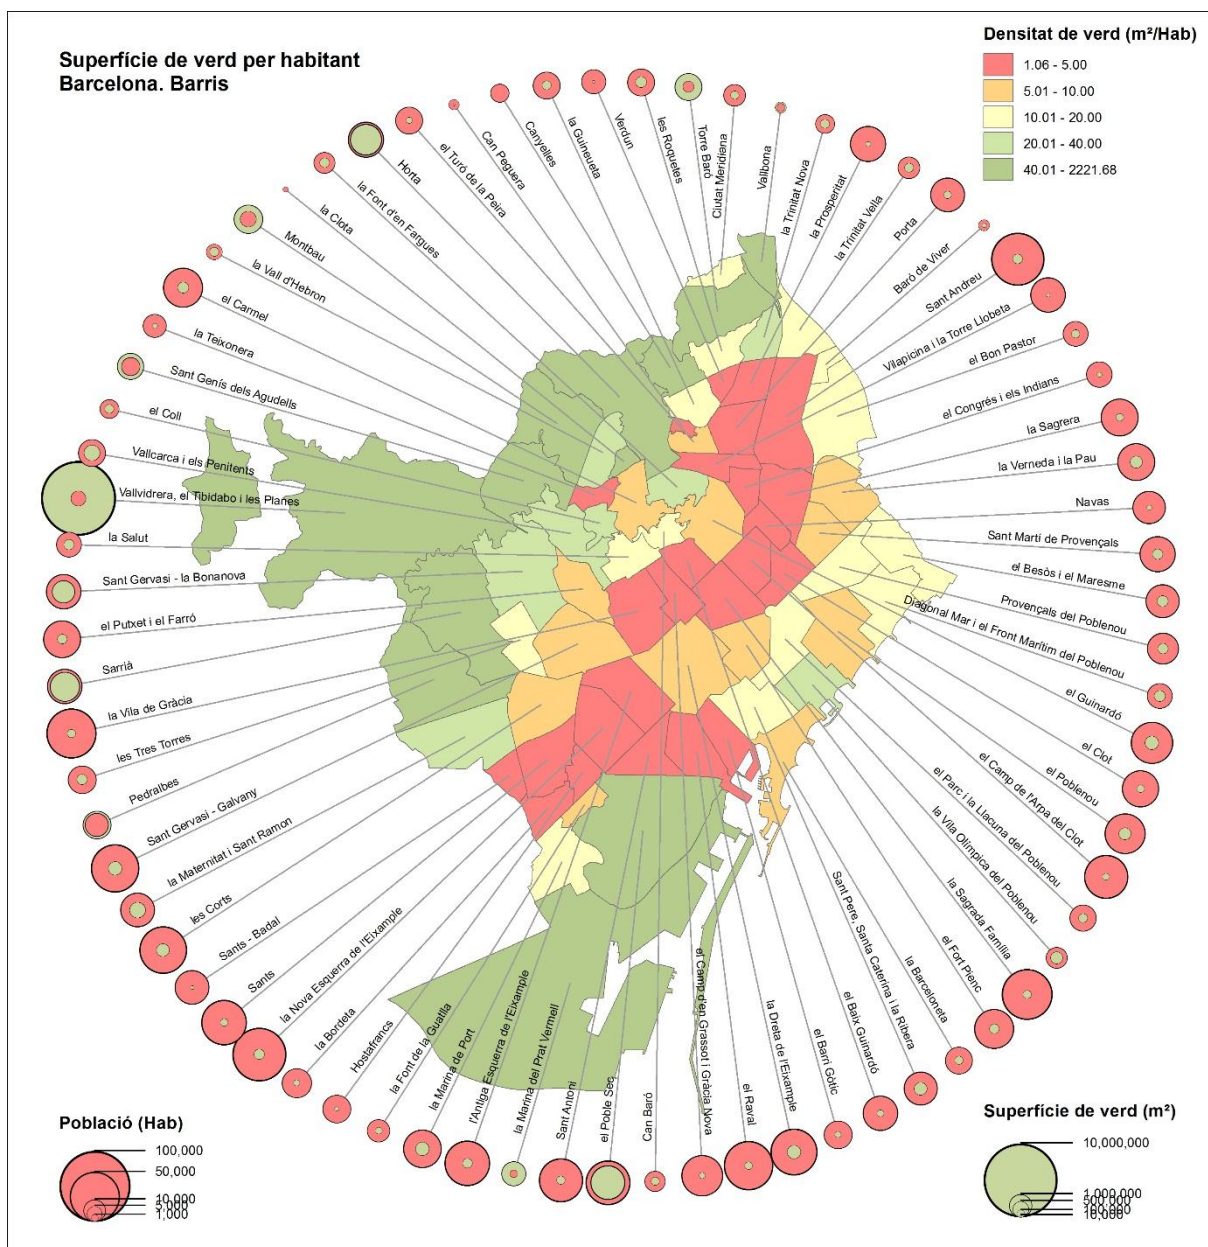 Superfície de verd per habitant
Barcelona. Barris
Densitat de verd (m²/Hab)
1.06 - 5.00
5.01 - 10.00
10.01 - 20.00
20.01 - 40.00
40.01 - 2221.68
Horta
el Turó de la Peira
Can Peguera
Canyelles
la Guineueta
Verdún
les Roquetes
Torre Baró
Ciutat Meridiana
Vallbona
la Trinitat Nova
la Prosperitat
la Trinitat Vella
Porta
Baró de Viver
Sant Andreu
Vilapicina i la Torre Llobeta
el Bon Pastor
el Congrés i els Indians
la Sagrera
la Verneda i la Pau
Navas
Sant Martí de Provençals
el Besòs i el Maresme
Provençals del Poblenou
Diagonal Mar i el Front Marítim del Poblenou
el Guinardó
el Clot
el Poblenou
el Camp de l'Arpa del Clot
el Parc i la Llacuna del Poblenou
la Vila Olímpica del Poblenou
la Sagrada Família
el Fort Pienc
la Barceloneta
Sant Pere, Santa Caterina i la Ribera
el Baix Guinardó
el Barri Gòtic
la Dreta de l'Eixample
el Raval
el Camp d'en Grassot i Gràcia Nova
Can Baró
el Poble Sec
Sant Antoni
la Marina del Prat Vermell
l'Antiga Esquerra de l'Eixample
la Marina de Port
la Font de la Guatlla
Hostafrancs
la Bordeta
la Nova Esquerra de l'Eixample
Sants
Sants - Badal
les Corts
la Maternitat i Sant Ramon
Sant Gervasi - Galvany
Pedralbes
les Tres Torres
la Vila de Gràcia
Sarrià
el Putxet i el Farró
Sant Gervasi - la Bonanova
la Salut
Vallvidrera, el Tibidabo i les Planes
Vallcarca i els Penitents
el Coll
Sant Genís dels Agudells
la Teixonera
el Carmel
la Vall d'Hebron
Montbau
la Clota
la Font d'en Fargues
Població (Hab)
100,000
50,000
10,000
5,000
1,000
Superfície de verd (m²)
10,000,000
1,000,000
500,000
100,000
10,000